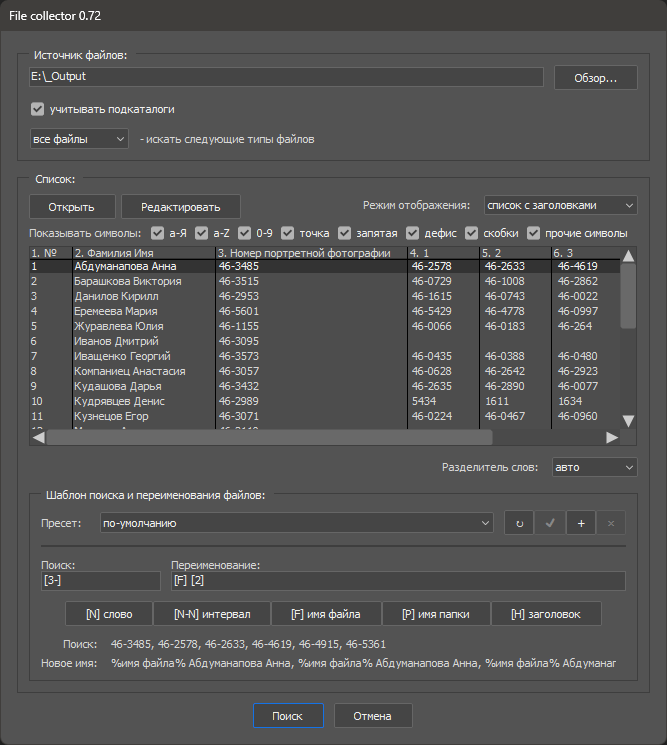 File collector 0.72
Источник файлов:
E:\_Output
Обзор...
учитывать подкаталоги
все файлы - искать следующие типы файлов
Список:
Открыть Редактировать Режим отображения: список с заголовками
Показывать символы: а-Я a-Z 0-9 точка запятая дефис скобки прочие символы
1. № 2. Фамилия Имя 3. Номер портретной фотографии 4. 1 5. 2 6. 3
1 Абдуманапова Анна 46-3485 46-2578 46-2633 46-4619
2 Барашкова Виктория 46-3515 46-0729 46-1008 46-2862
3 Данилов Кирилл 46-2953 46-1615 46-0743 46-0022
4 Еремеева Мария 46-5601 46-5429 46-4778 46-0997
5 Журавлева Юлия 46-1155 46-0066 46-0183 46-264
6 Иванов Дмитрий 46-3095
7 Иващенко Георгий 46-3573 46-0435 46-0388 46-0480
8 Компаниец Анастасия 46-3057 46-0628 46-2642 46-2923
9 Кудашова Дарья 46-3432 46-2635 46-2890 46-0077
10 Кудрявцев Денис 46-2989 5434 1611 1634
11 Кузнецов Егор 46-3071 46-0224 46-0467 46-0960
Разделитель слов: авто
Шаблон поиска и переименования файлов:
Пресет: по-умолчанию
Поиск: Переименование:
[3-] [F] [2]
[N] слово [N-N] интервал [F] имя файла [P] имя папки [H] заголовок
Поиск: 46-3485, 46-2578, 46-2633, 46-4619, 46-4915, 46-5361
Новое имя: %имя файла% Абдуманапова Анна, %имя файла% Абдуманапова Анна, %имя файла% Абдуманаг
Поиск Отмена